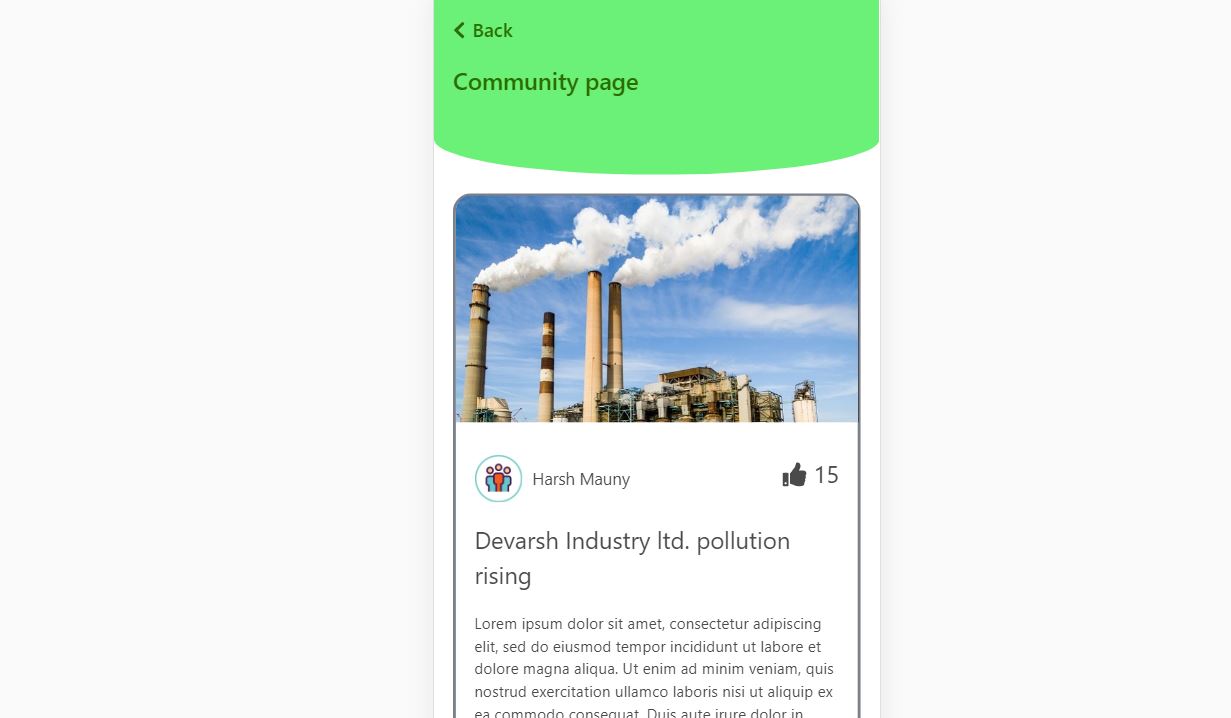 Back
Community page
Harsh Mauny
15
Devarsh Industry ltd. pollution
rising
Lorem ipsum dolor sit amet, consectetur adipiscing
elit, sed do eiusmod tempor incididunt ut labore et
dolore magna aliqua. Ut enim ad minim veniam, quis
nostrud exercitation ullamco laboris nisi ut aliquip ex
ea commodo consequat. Duis aute irure dolor in